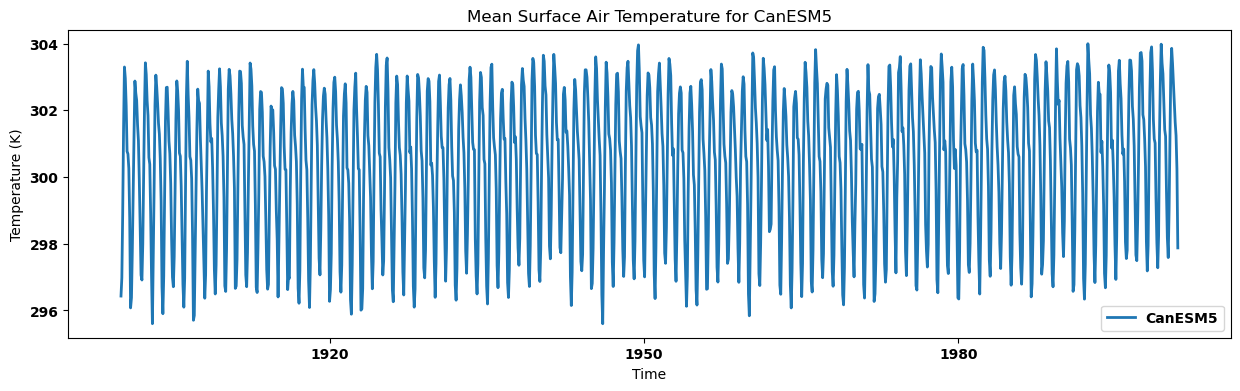 Mean Surface Air Temperature for CanESM5
Temperature (K)
304
302
300
298
296
1920
1950
1980
Time
CanESM5